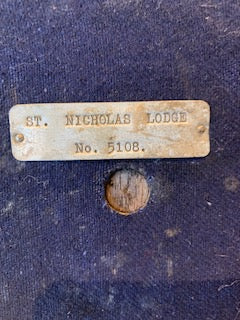 ST. NICHOLAS LODGE
No. 5108.